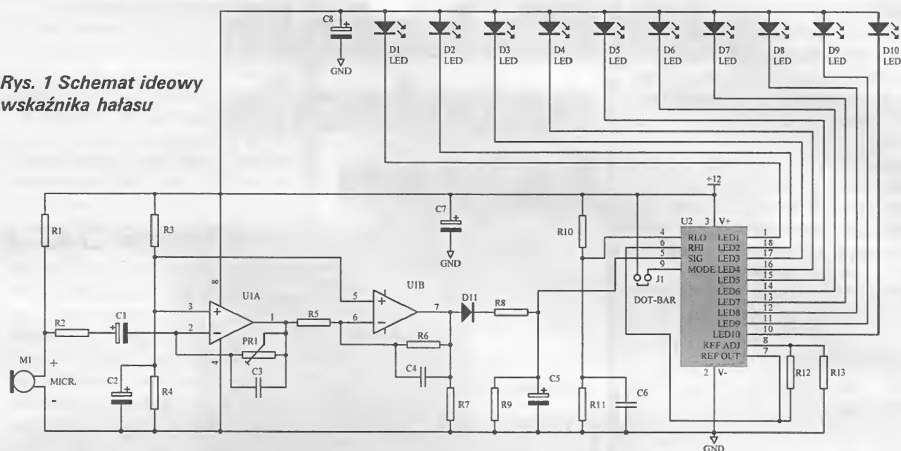 C8
GND
D1
LED
D2
LED
D3
LED
D4
LED
D5
LED
D6
LED
D7
LED
D8
LED
D9
LED
D10
LED
Rys. 1 Schemat ideowy
wskaźnika hałasu
R1
R3
C7
GND
R10
+12
U2 3 V+
4 RLO
6 RHI
5 SIG
9 MODE
J1
DOT-BAR
LED1 1
LED2 18
LED3 17
LED4 16
LED5 15
LED6 14
LED7 13
LED8 12
LED9 11
LED10 10
REF ADJ 8
REF OUT 7
2 V-
GND
R12
R13
8
U1A
3
2
1
4
+
-
R2
C1
+
M1
+
MICR.
-
C2
+
R4
PR1
C3
R5
U1B
5
6
7
+
-
D11
R8
R6
C4
R7
R9
C5
+
R11
C6